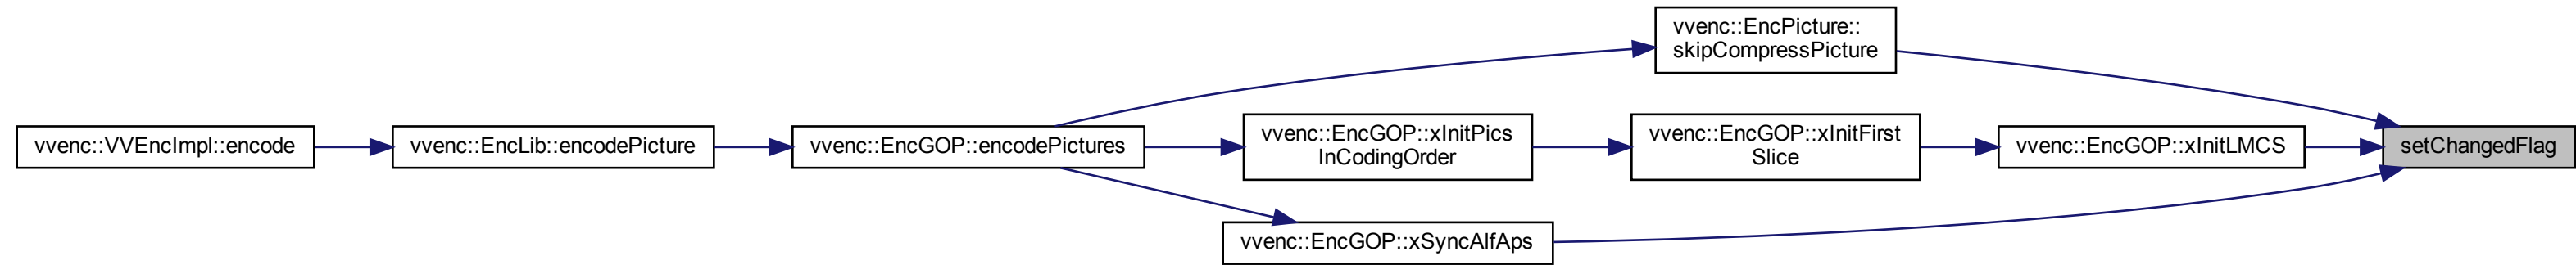 vvenc::EncPicture::
skipCompressPicture
vvenc::VVEncImpl::encode
vvenc::EncLib::encodePicture
vvenc::EncGOP::encodePictures
vvenc::EncGOP::xInitPics
InCodingOrder
vvenc::EncGOP::xInitFirst
Slice
vvenc::EncGOP::xInitLMCS
setChangedFlag
vvenc::EncGOP::xSyncAlfAps